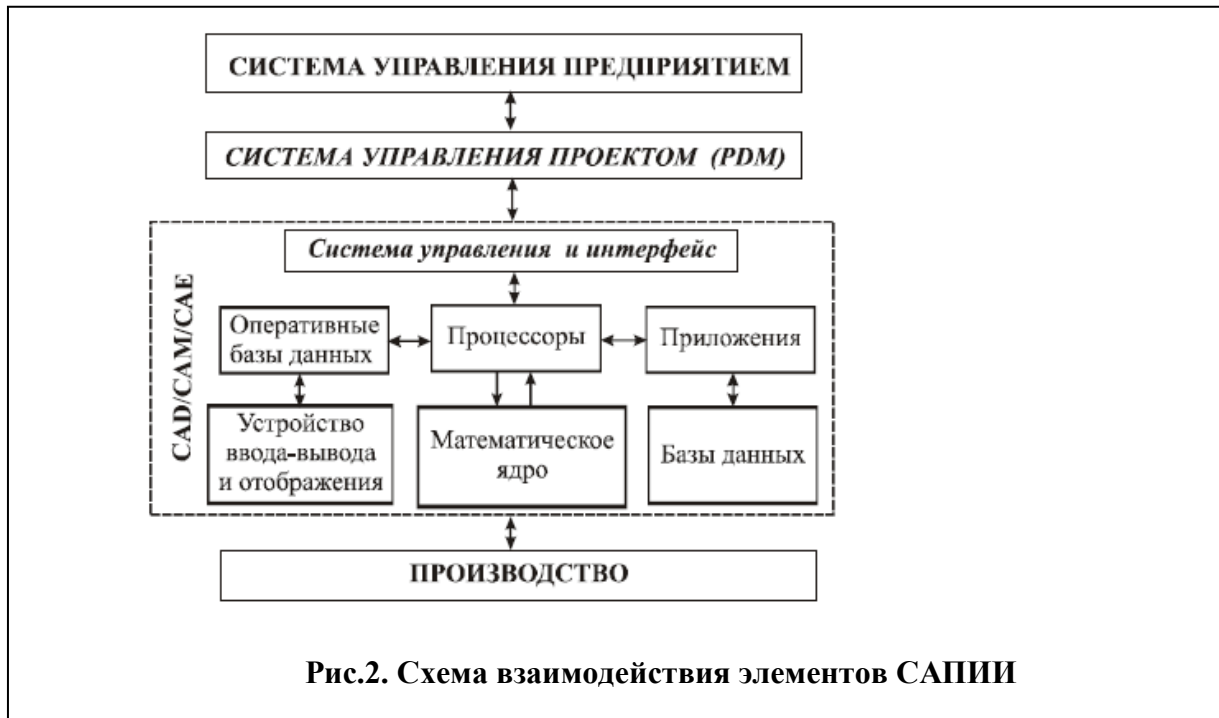 СИСТЕМА УПРАВЛЕНИЯ ПРЕДПРИЯТИЕМ
СИСТЕМА УПРАВЛЕНИЯ ПРОЕКТОМ (PDM)
CAD/CAM/CAE
Система управления и интерфейс
Оперативные
базы данных
Процессоры
Приложения
Устройство
ввода-вывода
и отображения
Математическое
ядро
Базы данных
ПРОИЗВОДСТВО
Рис.2. Схема взаимодействия элементов САПИИ